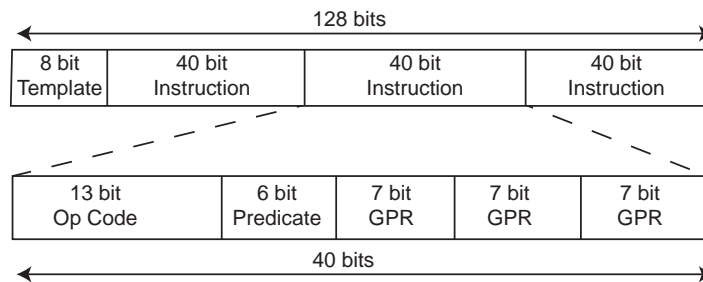 128 bits
8 bit
Template
40 bit
Instruction
40 bit
Instruction
40 bit
Instruction
13 bit
Op Code
6 bit
Predicate
7 bit
GPR
7 bit
GPR
7 bit
GPR
40 bits